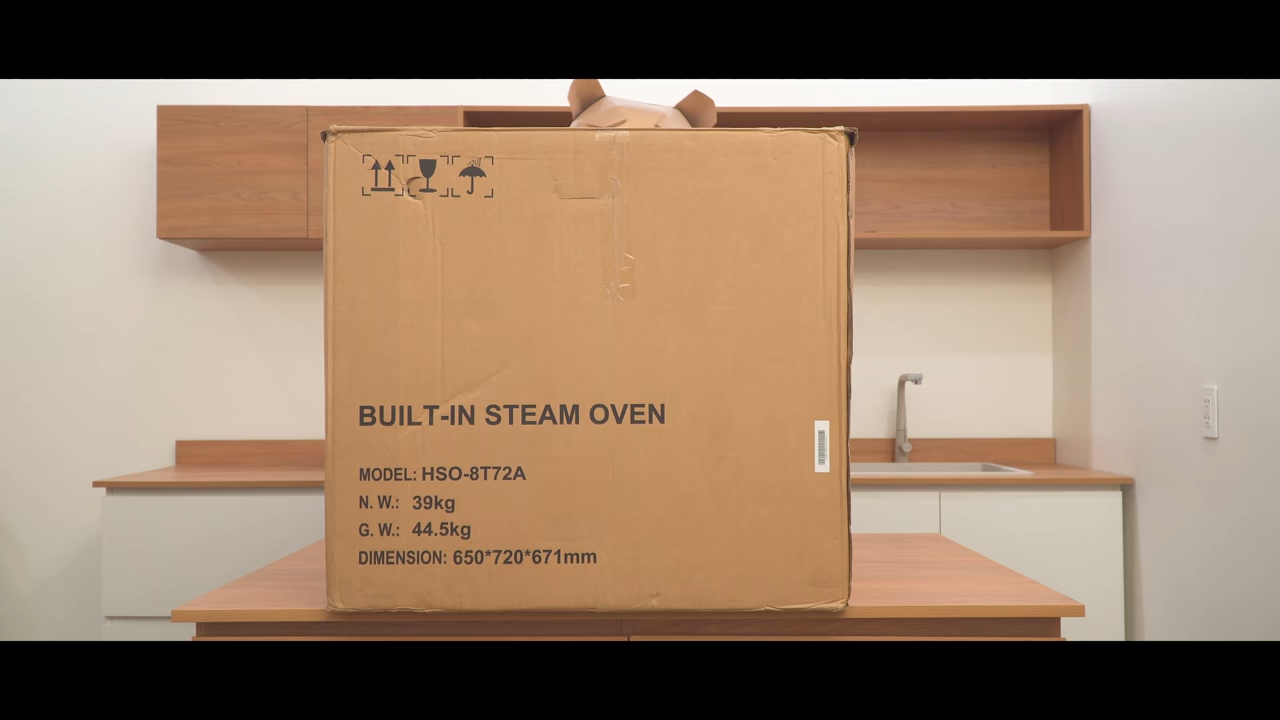 BUILT-IN STEAM OVEN
MODEL: HSO-8T72A
N. W.: 39kg
G. W.: 44.5kg
DIMENSION: 650*720*671mm